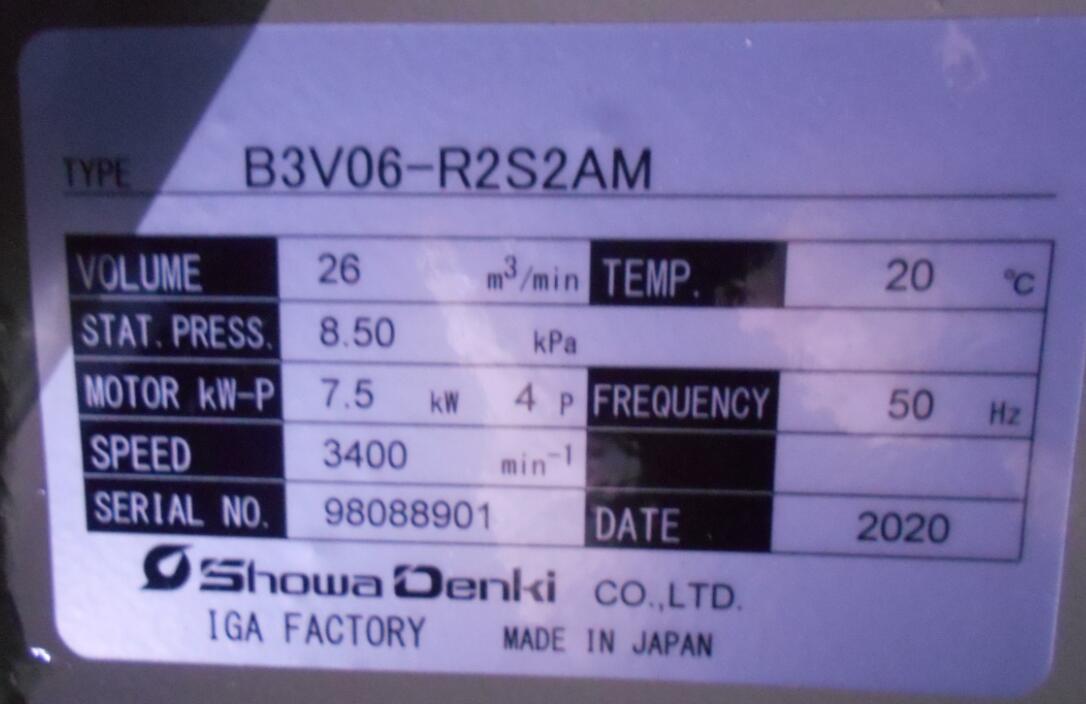 TYPE B3V06-R2S2AM
VOLUME 26 m³/min TEMP. 20 ℃
STAT. PRESS. 8.50 kPa
MOTOR kW-P 7.5 kW 4 P FREQUENCY 50 Hz
SPEED 3400 min⁻¹
SERIAL NO. 98088901 DATE 2020
Showa Denki CO.,LTD.
IGA FACTORY MADE IN JAPAN